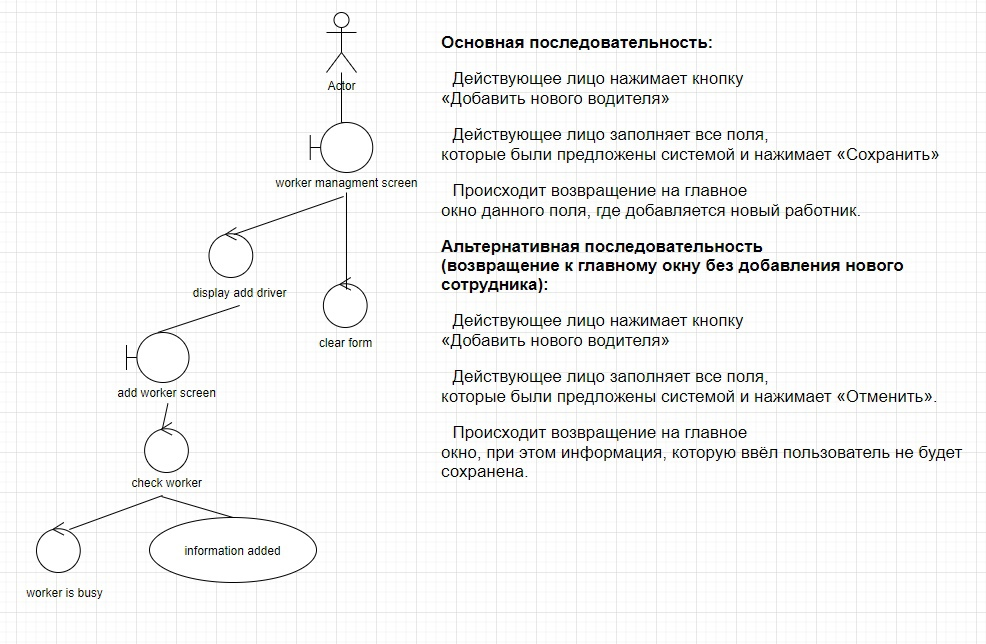 Actor
worker managment screen
display add driver
clear form
add worker screen
check worker
information added
worker is busy
Основная последовательность:
Действующее лицо нажимает кнопку
«Добавить нового водителя»
Действующее лицо заполняет все поля,
которые были предложены системой и нажимает «Сохранить»
Происходит возвращение на главное
окно данного поля, где добавляется новый работник.
Альтернативная последовательность
(возвращение к главному окну без добавления нового
сотрудника):
Действующее лицо нажимает кнопку
«Добавить нового водителя»
Действующее лицо заполняет все поля,
которые были предложены системой и нажимает «Отменить».
Происходит возвращение на главное
окно, при этом информация, которую ввёл пользователь не будет
сохранена.